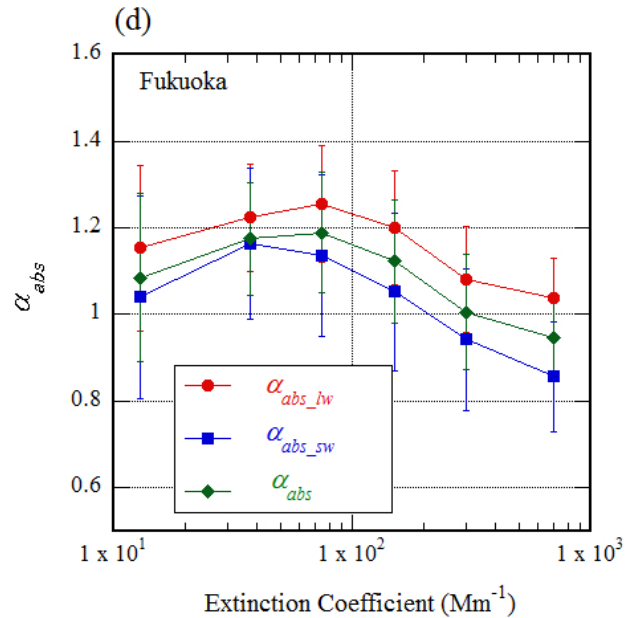 (d)
1.6
Fukuoka
1.4
1.2
α_abs
1
0.8
α_abs_lw
α_abs_sw
0.6
α_abs
1 x 10^1
1 x 10^2
1 x 10^3
Extinction Coefficient (Mm^-1)